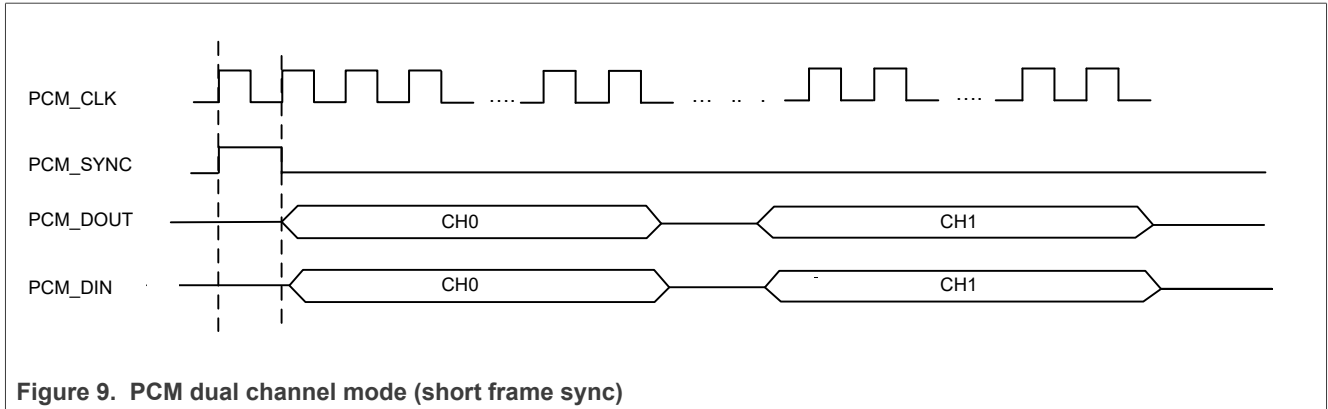 PCM_CLK
.... ... .. . ....
PCM_SYNC
PCM_DOUT CH0 CH1
PCM_DIN CH0 CH1
Figure 9. PCM dual channel mode (short frame sync)